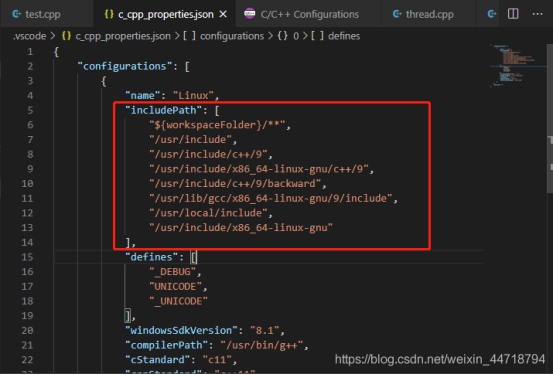 test.cpp
c_cpp_properties.json
C/C++ Configurations
thread.cpp
.vscode > c_cpp_properties.json > [ ] configurations > {} 0 > [ ] defines
1 {
2 "configurations": [
3 {
4 "name": "Linux",
5 "includePath": [
6 "${workspaceFolder}/**",
7 "/usr/include",
8 "/usr/include/c++/9",
9 "/usr/include/x86_64-linux-gnu/c++/9",
10 "/usr/include/c++/9/backward",
11 "/usr/lib/gcc/x86_64-linux-gnu/9/include",
12 "/usr/local/include",
13 "/usr/include/x86_64-linux-gnu"
14 ],
15 "defines": [
16 "_DEBUG",
17 "UNICODE",
18 "_UNICODE"
19 ],
20 "windowsSdkVersion": "8.1",
21 "compilerPath": "/usr/bin/g++",
22 "cStandard": "c11",
https://blog.csdn.net/weixin_44718794